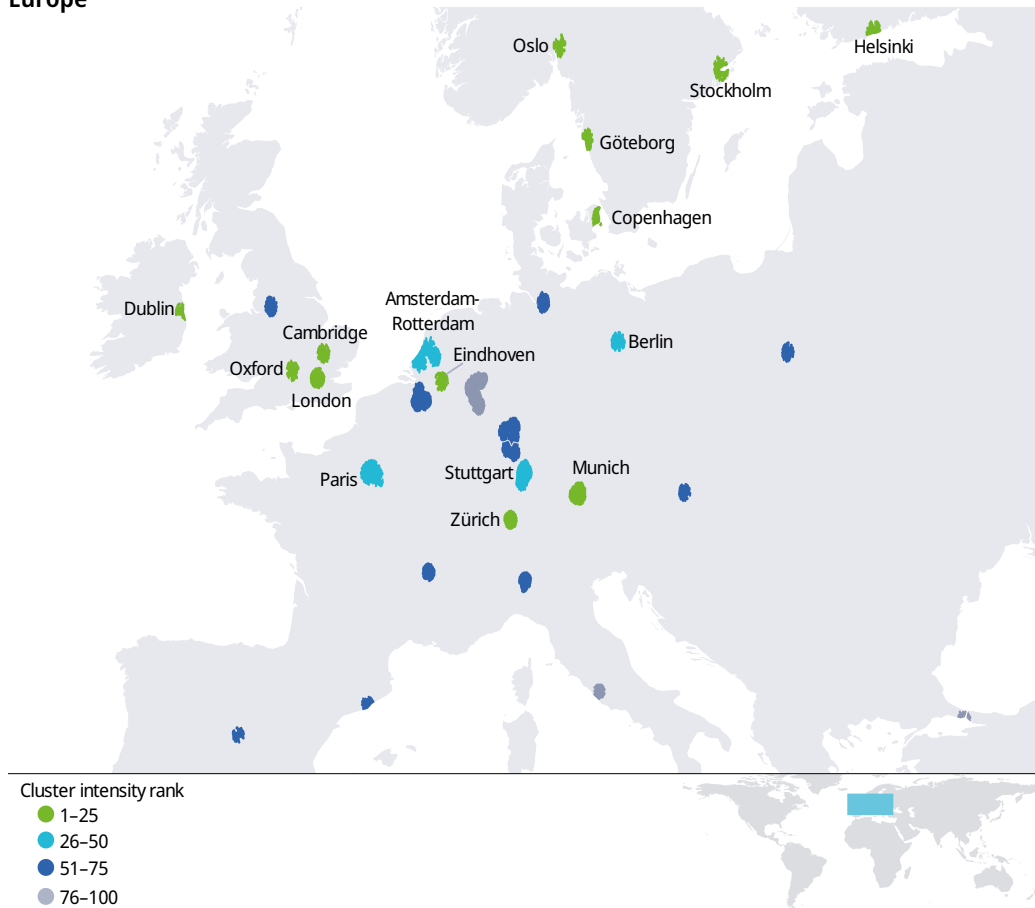 Europe
Oslo
Helsinki
Stockholm
Göteborg
Copenhagen
Dublin
Amsterdam-
Rotterdam
Cambridge
Berlin
Eindhoven
Oxford
London
Munich
Stuttgart
Paris
Zürich
Cluster intensity rank
1–25
26–50
51–75
76–100